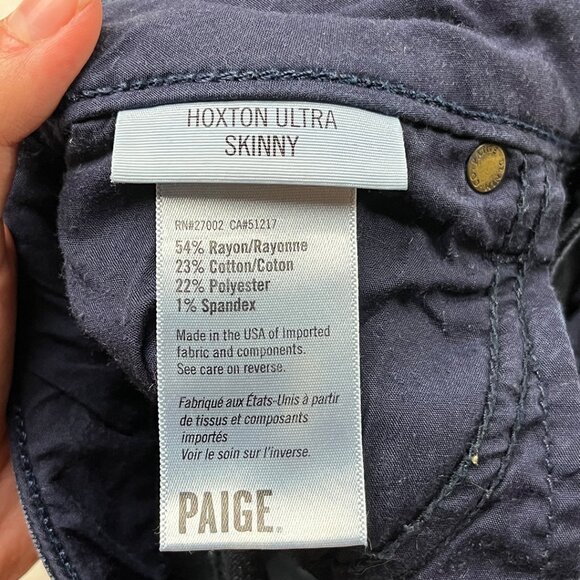 HOXTON ULTRA
SKINNY
RN#27002 CA#51217
54% Rayon/Rayonne
23% Cotton/Coton
22% Polyester
1% Spandex
Made in the USA of Imported
fabric and components.
See care on reverse.
Fabriqué aux États-Unis à partir
de tissus et composants
importés
Voir le soin sur l'inverse.
PAIGE